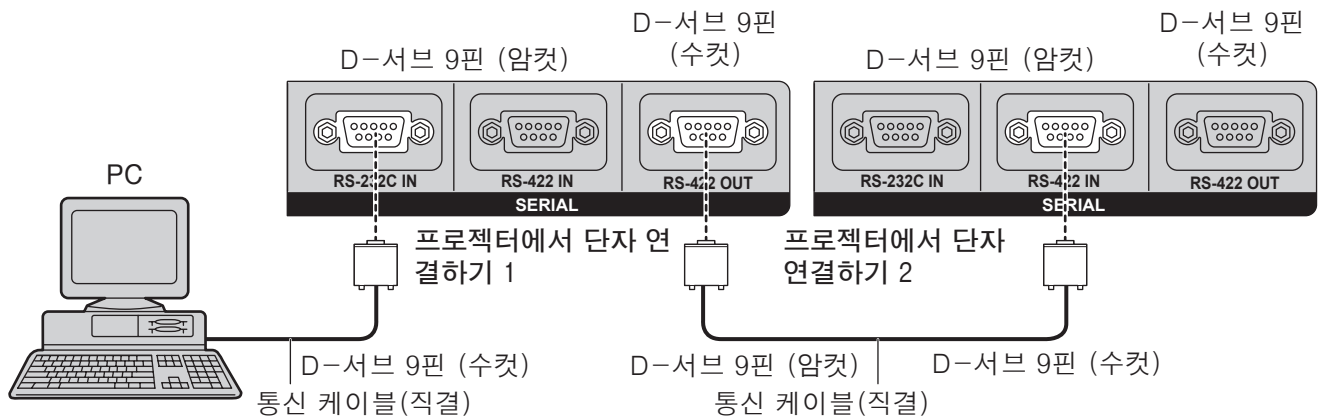 D-서브 9핀
(수컷)
D-서브 9핀
(수컷)
D-서브 9핀 (암컷)
D-서브 9핀 (암컷)
PC
RS-232C IN
RS-422 IN
RS-422 OUT
RS-232C IN
RS-422 IN
RS-422 OUT
SERIAL
SERIAL
프로젝터에서 단자 연
결하기 1
프로젝터에서 단자
연결하기 2
D-서브 9핀 (수컷)
D-서브 9핀 (암컷)
D-서브 9핀 (수컷)
통신 케이블(직결)
통신 케이블(직결)